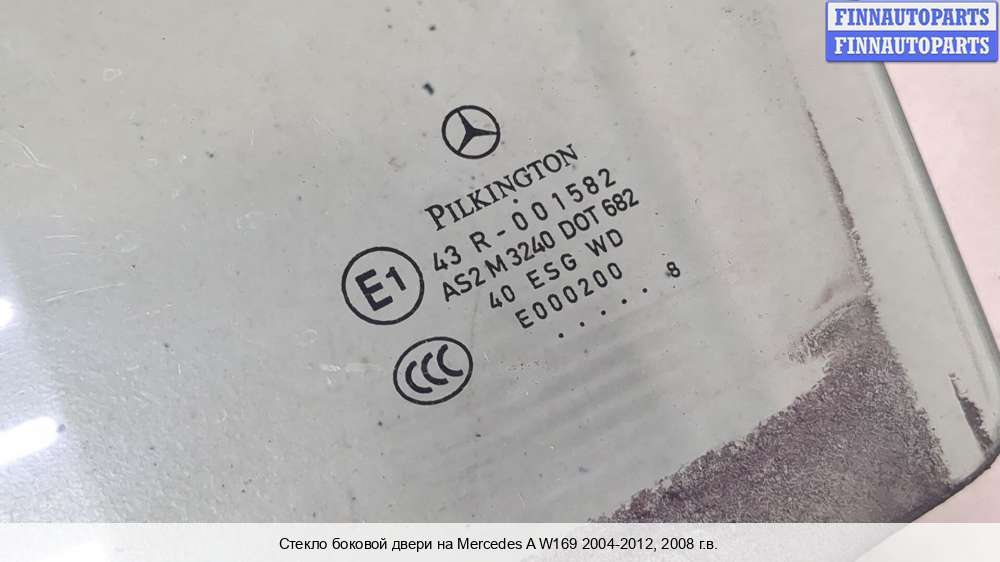 FINNAUTOPARTS
FINNAUTOPARTS
PILKINGTON
43 R - 001582
AS2 M 3240 DOT 682
40 ESG WD
E000200
. . . . . . 8
E1
CCC
Стекло боковой двери на Mercedes A W169 2004-2012, 2008 г.в.